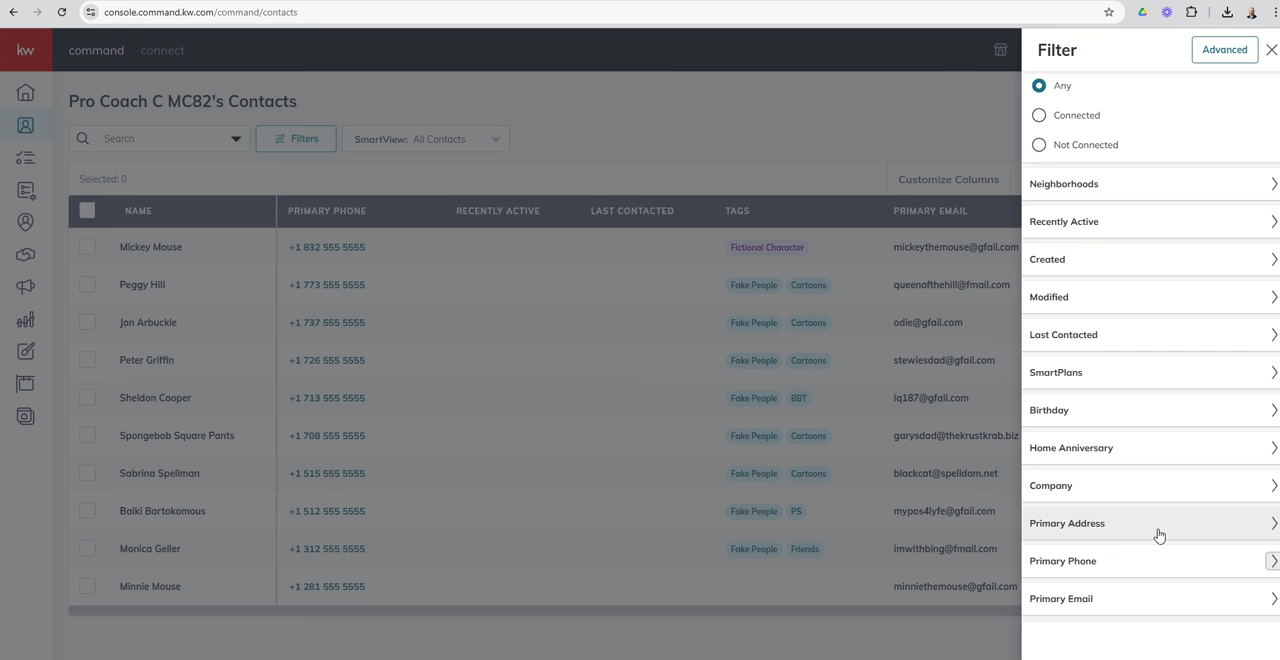 console.command.kw.com/command/contacts
kw command connect
Filter Advanced
Any
Connected
Not Connected
Neighborhoods
Recently Active
Created
Modified
Last Contacted
SmartPlans
Birthday
Home Anniversary
Company
Primary Address
Primary Phone
Primary Email
Pro Coach C MC82's Contacts
Search Filters SmartView: All Contacts
Selected: 0 Customize Columns
NAME PRIMARY PHONE RECENTLY ACTIVE LAST CONTACTED TAGS PRIMARY EMAIL
Mickey Mouse +1 832 555 5555 Fictional Character mickeythemouse@gfail.com
Peggy Hill +1 773 555 5555 Fake People Cartoons queenofthehill@fmail.com
Jon Arbuckle +1 737 555 5555 Fake People Cartoons odie@gfail.com
Peter Griffin +1 726 555 5555 Fake People Cartoons stewiesdad@gfail.com
Sheldon Cooper +1 713 555 5555 Fake People BBT iq187@gfail.com
Spongebob Square Pants +1 708 555 5555 Fake People Cartoons garysdad@thekrustkrab.biz
Sabrina Spellman +1 515 555 5555 Fake People Cartoons blackcat@spelldom.net
Balki Bartokomous +1 512 555 5555 Fake People PS mypos4lyfe@gfail.com
Monica Geller +1 312 555 5555 Fake People Friends imwithbing@fmail.com
Minnie Mouse +1 281 555 5555 minniethemouse@gfail.com